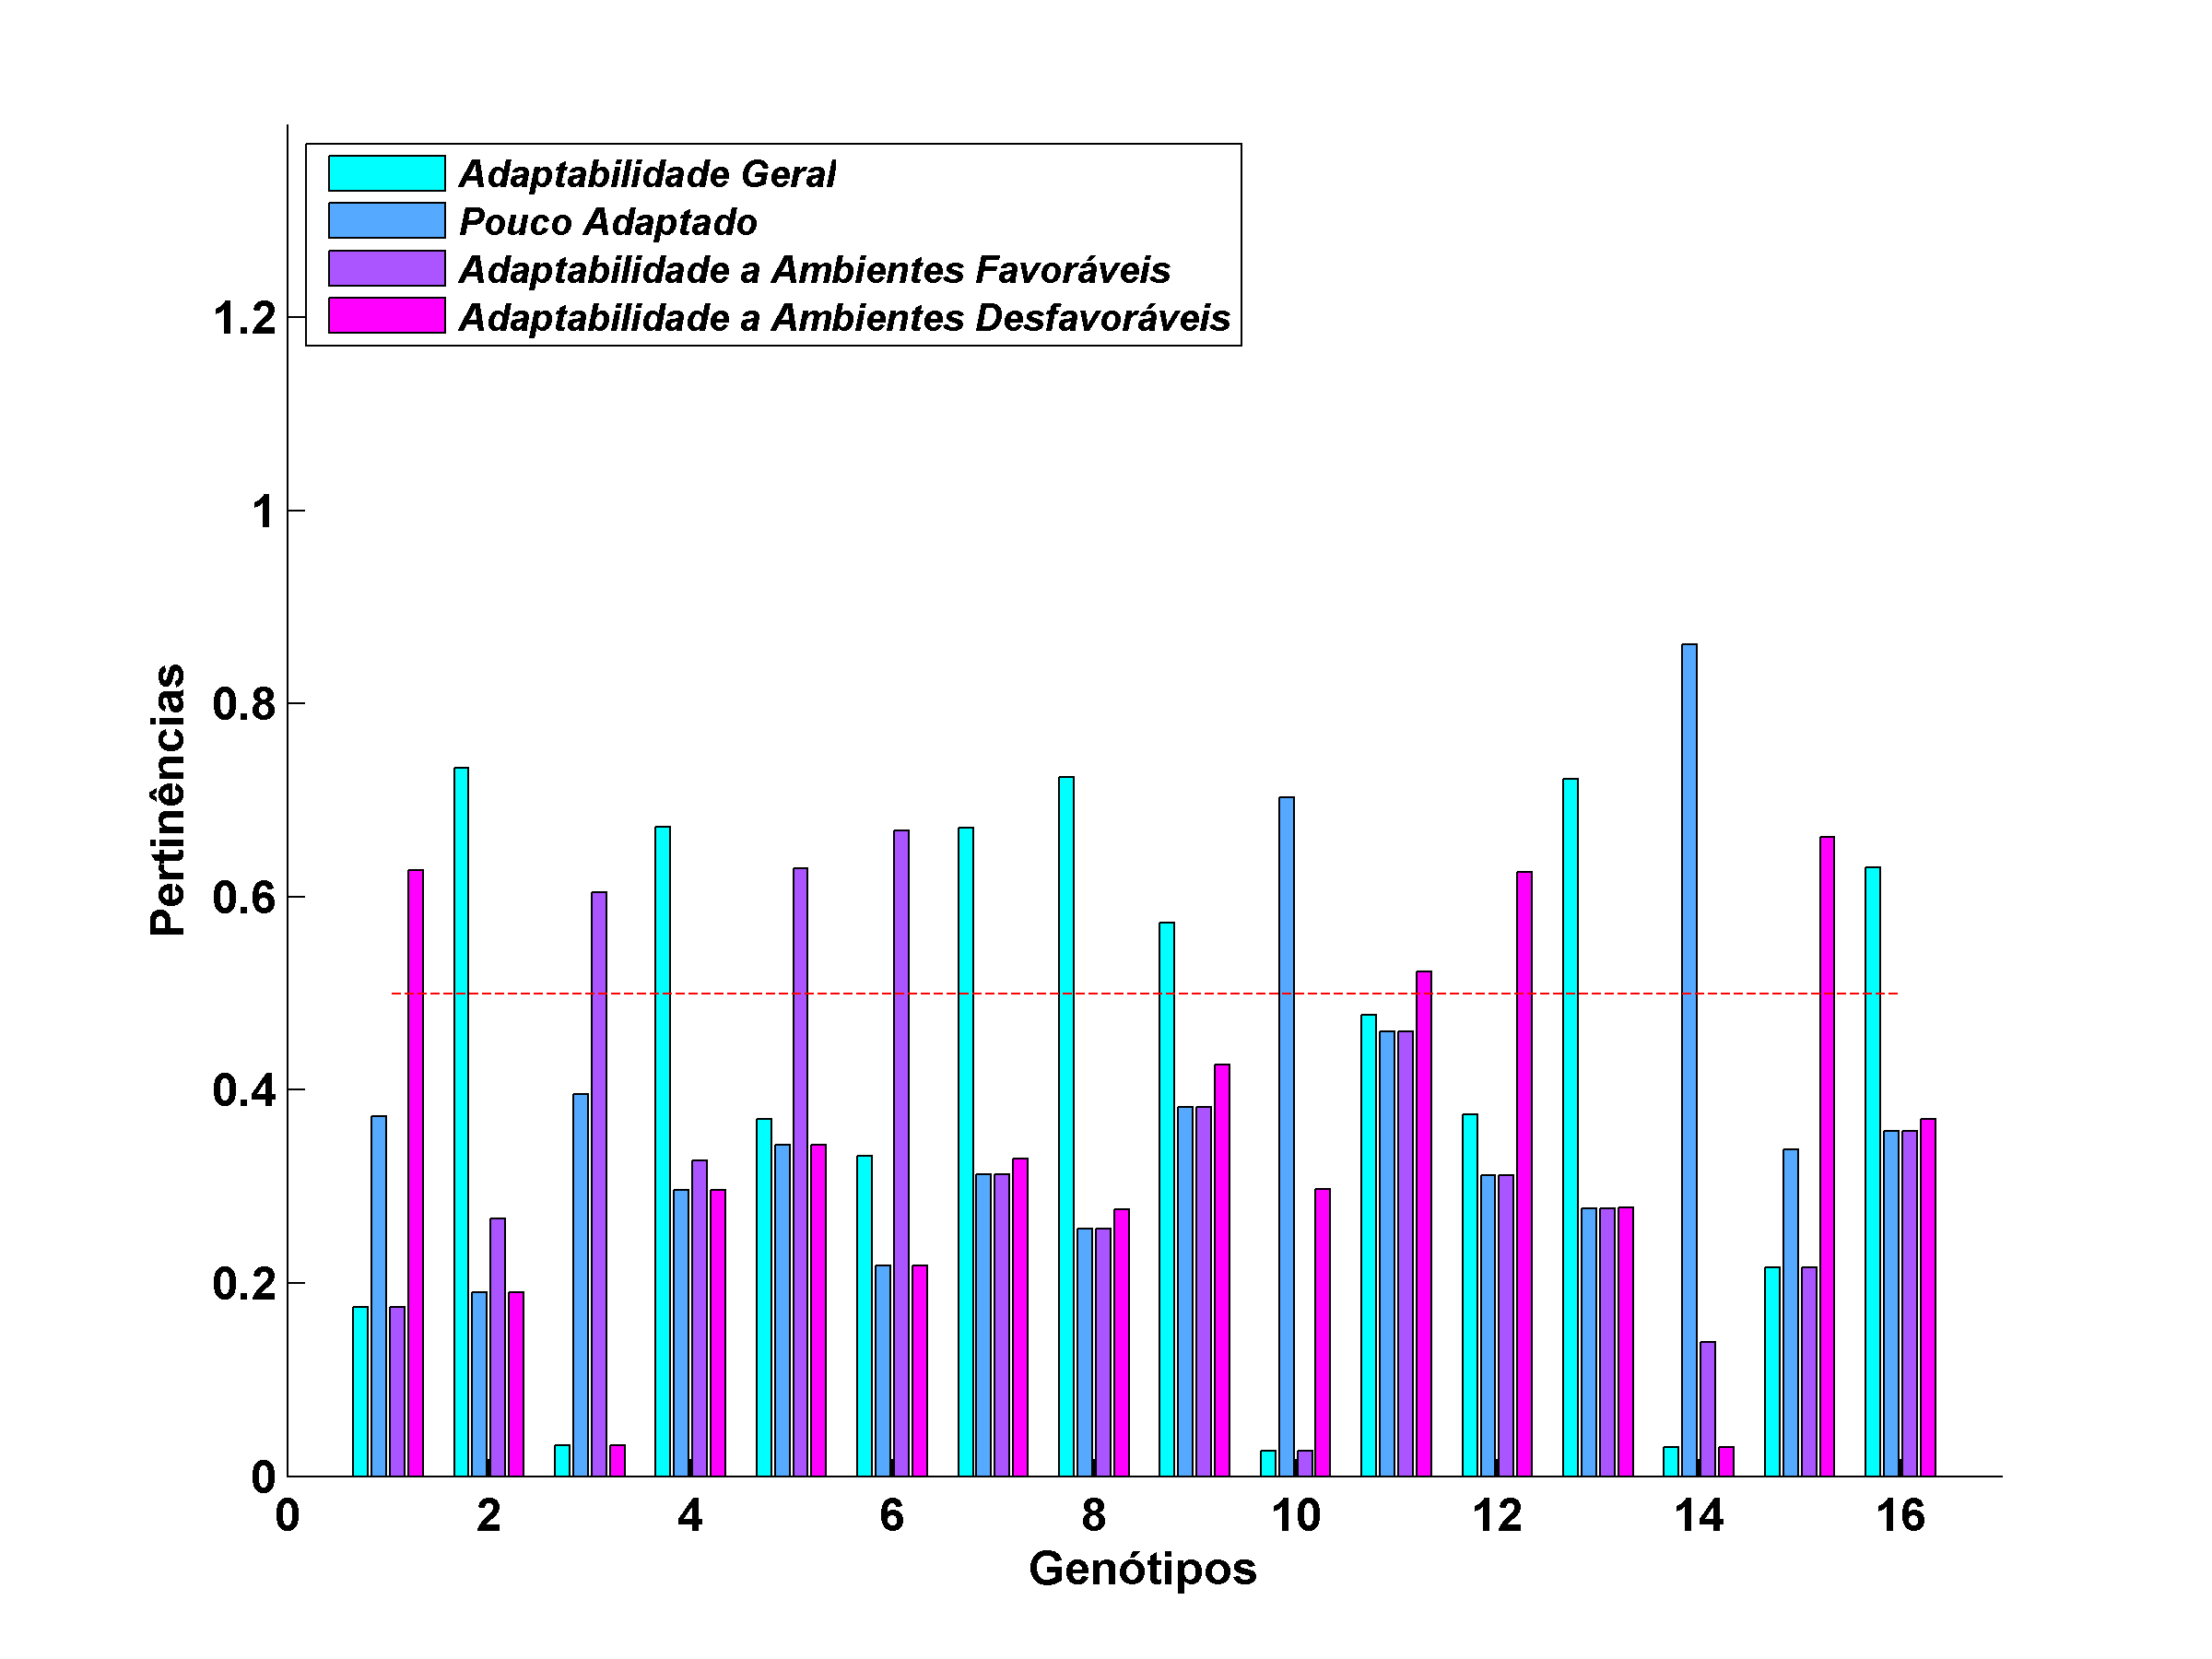 Adaptabilidade Geral
Pouco Adaptado
Adaptabilidade a Ambientes Favoráveis
Adaptabilidade a Ambientes Desfavoráveis
1.2
1
0.8
0.6
0.4
0.2
0
Pertinências
0 2 4 6 8 10 12 14 16
Genótipos